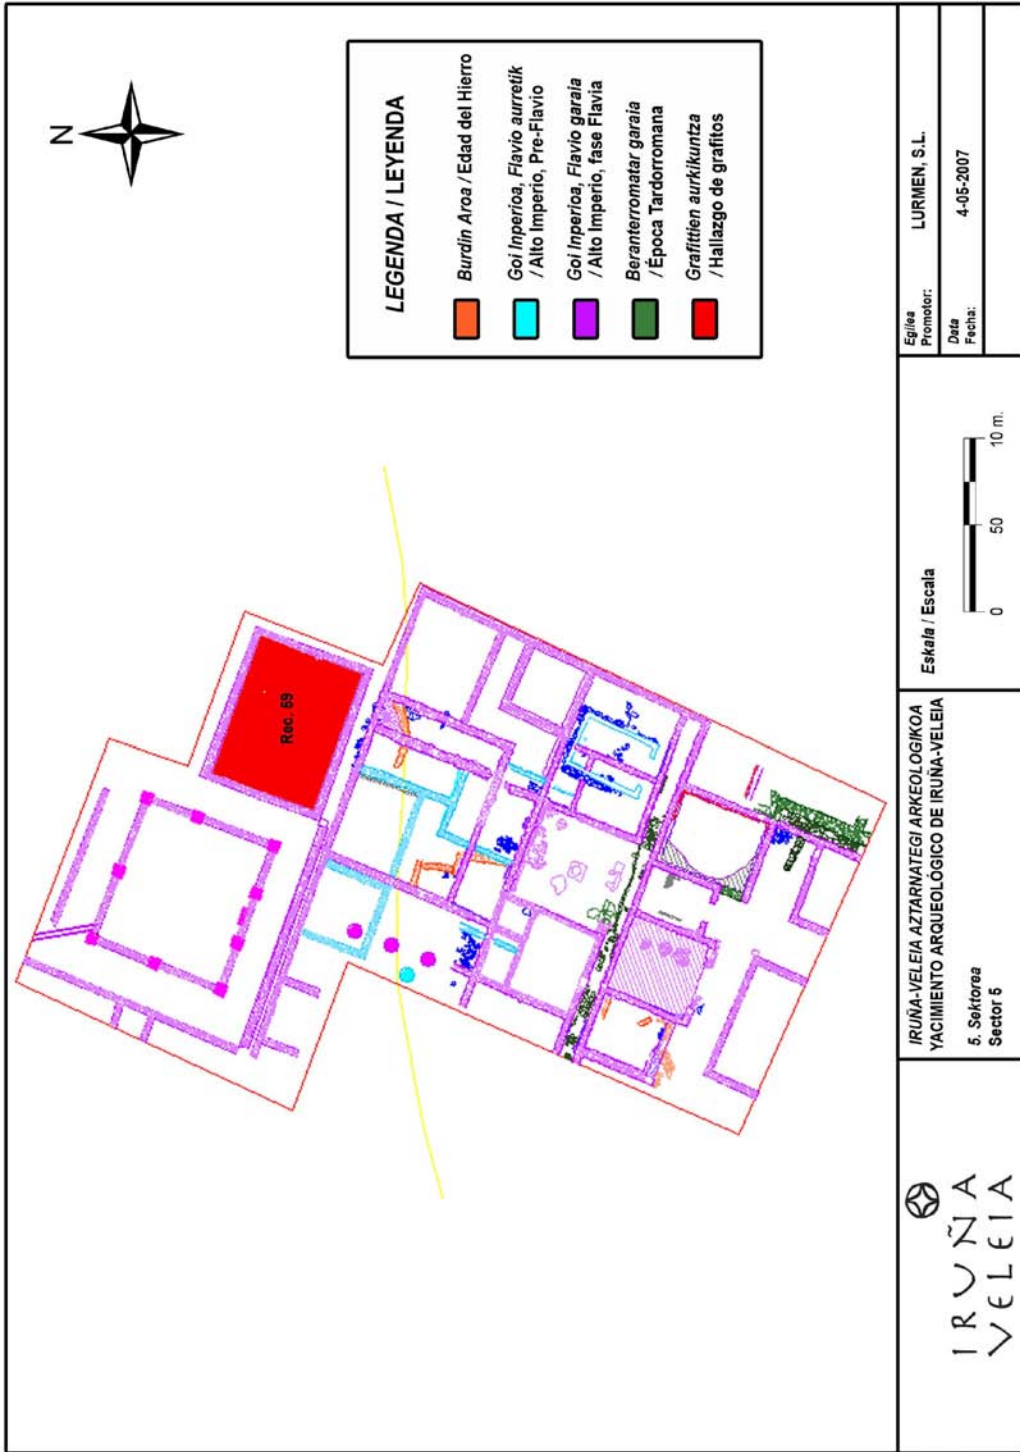 N
LEGENDA / LEYENDA
Burdin Aroa / Edad del Hierro
Goi Inperioa, Flavio aurretik
/ Alto Imperio, Pre-Flavio
Goi Inperioa, Flavio garaia
/ Alto Imperio, fase Flavia
Beranterromatar garaia
/ Época Tardorromana
Grafittien aurkikuntza
/ Hallazgo de grafitos
Rec. 59
IRUÑA
VELEIA
IRUÑA-VELEIA AZTARNATEGI ARKEOLOGIKOA
YACIMIENTO ARQUEOLÓGICO DE IRUÑA-VELEIA
5. Sektorea
Sector 5
Eskala / Escala
0 50 10 m.
Egilea
Promotor: LURMEN, S.L.
Data
Fecha: 4-05-2007